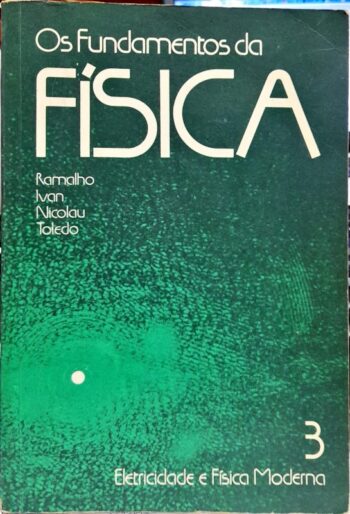 Os Fundamentos da
FÍSICA
Ramalho
Ivan
Nicolau
Toledo
3
Eletricidade e Física Moderna